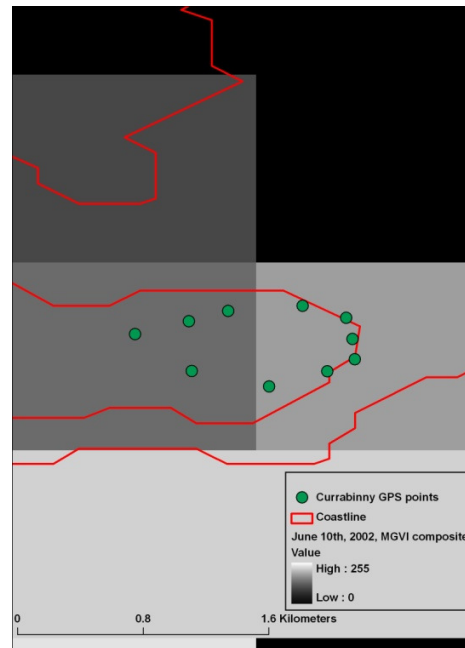 Currabinny GPS points
Coastline
June 10th, 2002, MGVI composite
Value
High : 255
Low : 0
0 0.8 1.6 Kilometers